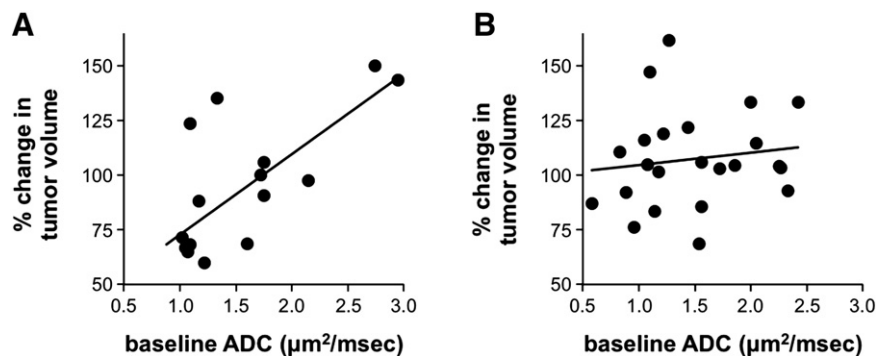 A
% change in
tumor volume
150
125
100
75
50
0.5 1.0 1.5 2.0 2.5 3.0
baseline ADC (μm²/msec)
B
% change in
tumor volume
150
125
100
75
50
0.5 1.0 1.5 2.0 2.5 3.0
baseline ADC (μm²/msec)